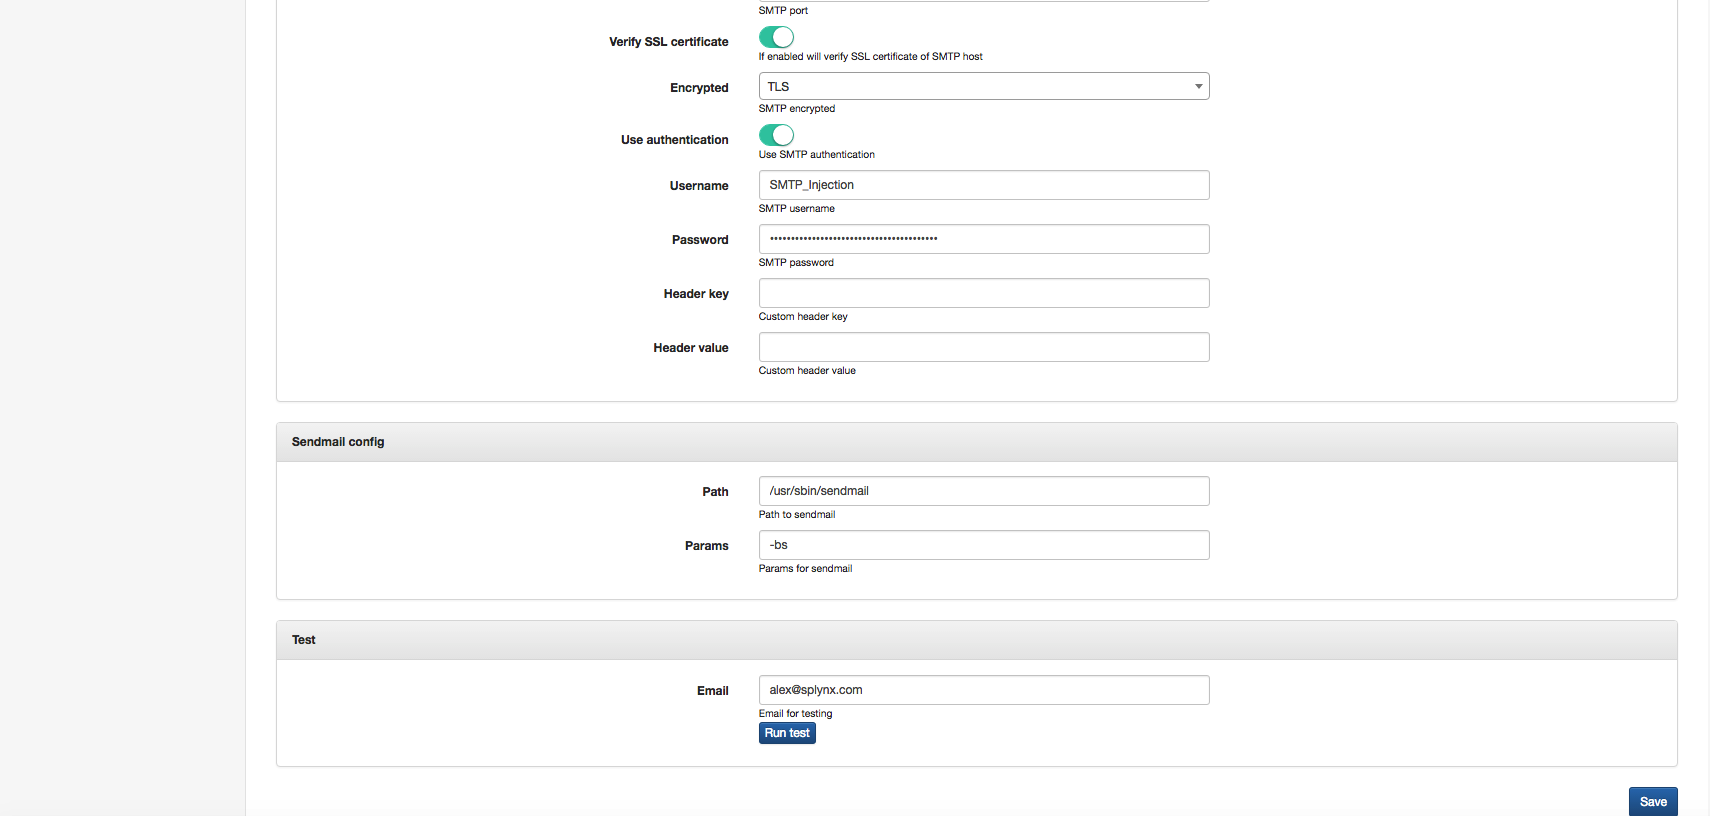 SMTP port
Verify SSL certificate
If enabled will verify SSL certificate of SMTP host
Encrypted
TLS
SMTP encrypted
Use authentication
Use SMTP authentication
Username
SMTP_Injection
SMTP username
Password
••••••••••••••••••••••••••••••••••••••••
SMTP password
Header key
Custom header key
Header value
Custom header value
Sendmail config
Path
/usr/sbin/sendmail
Path to sendmail
Params
-bs
Params for sendmail
Test
Email
alex@splynx.com
Email for testing
Run test
Save